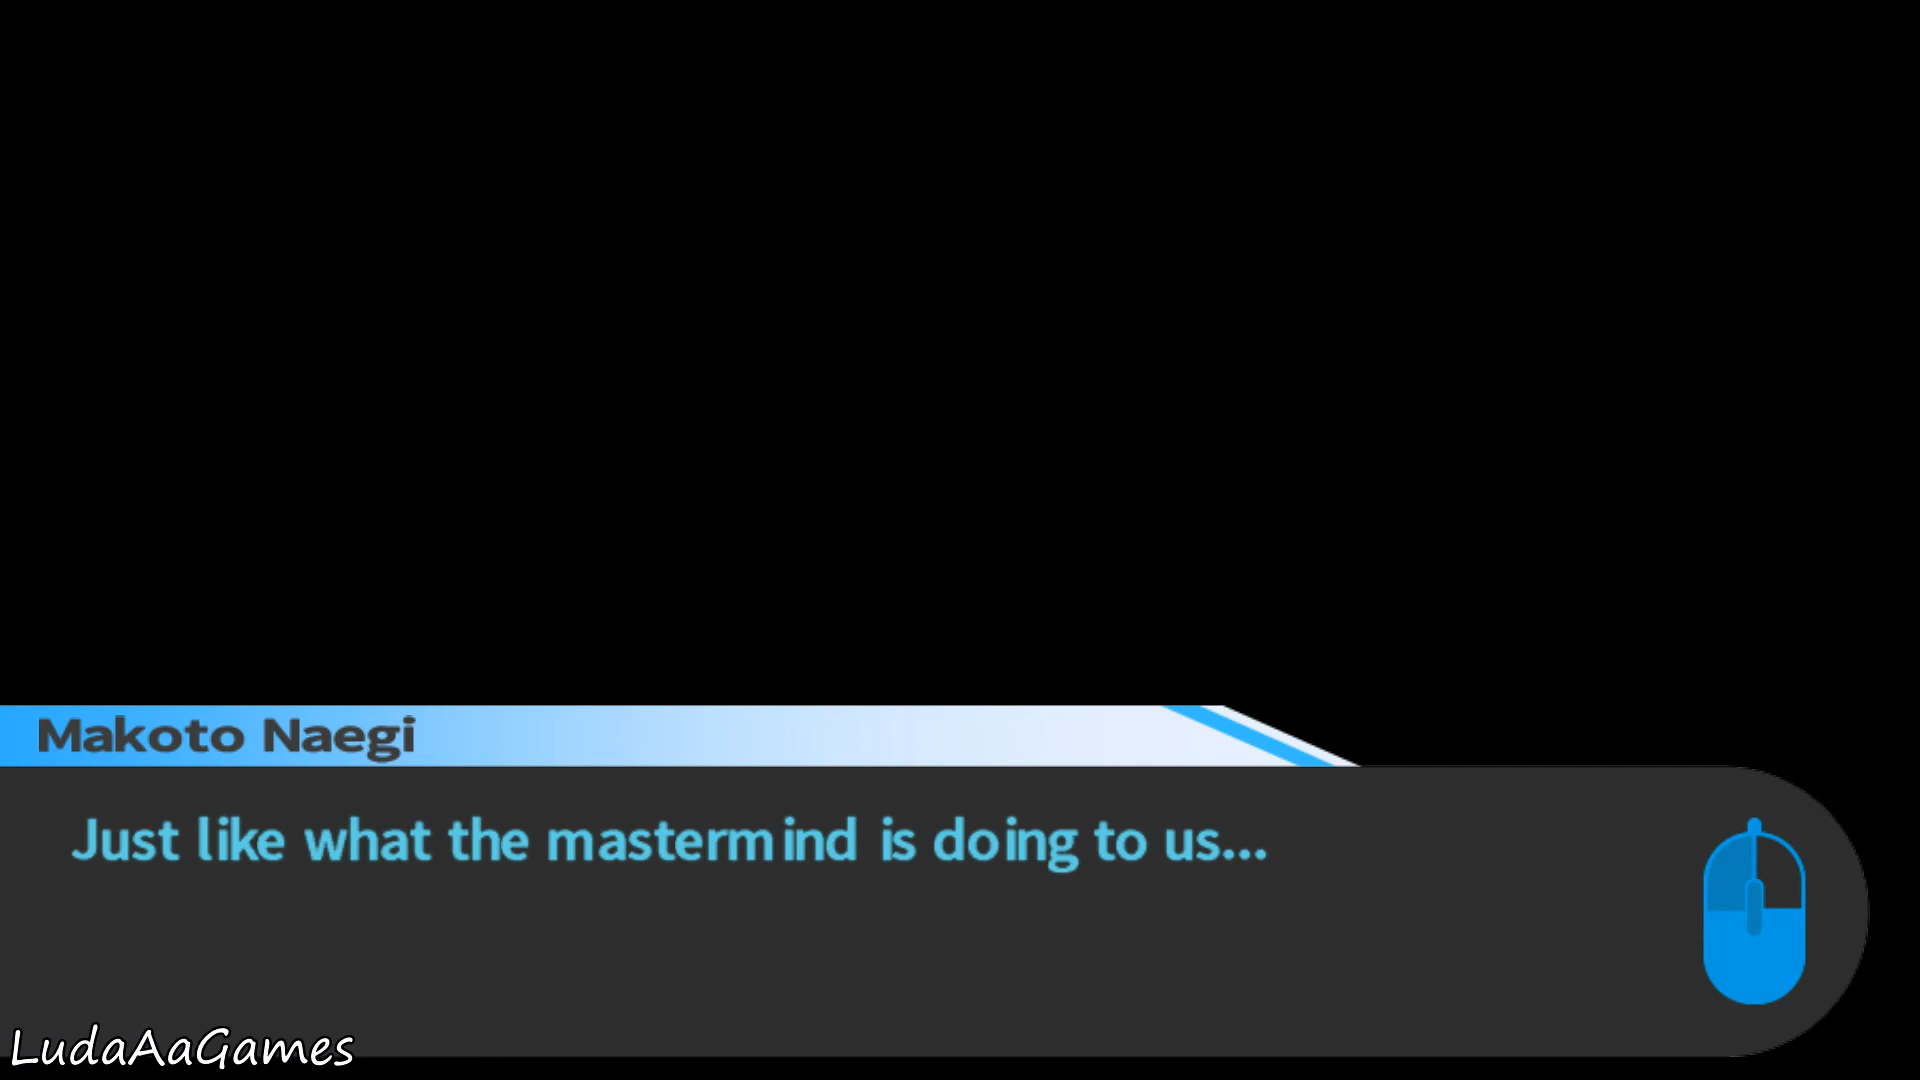 Makoto Naegi
Just like what the mastermind is doing to us...
LudaAaGames